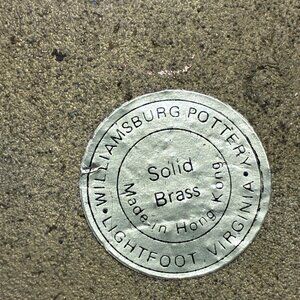 WILLIAMSBURG POTTERY
Solid
Brass
Made in Hong Kong
LIGHTFOOT, VIRGINIA